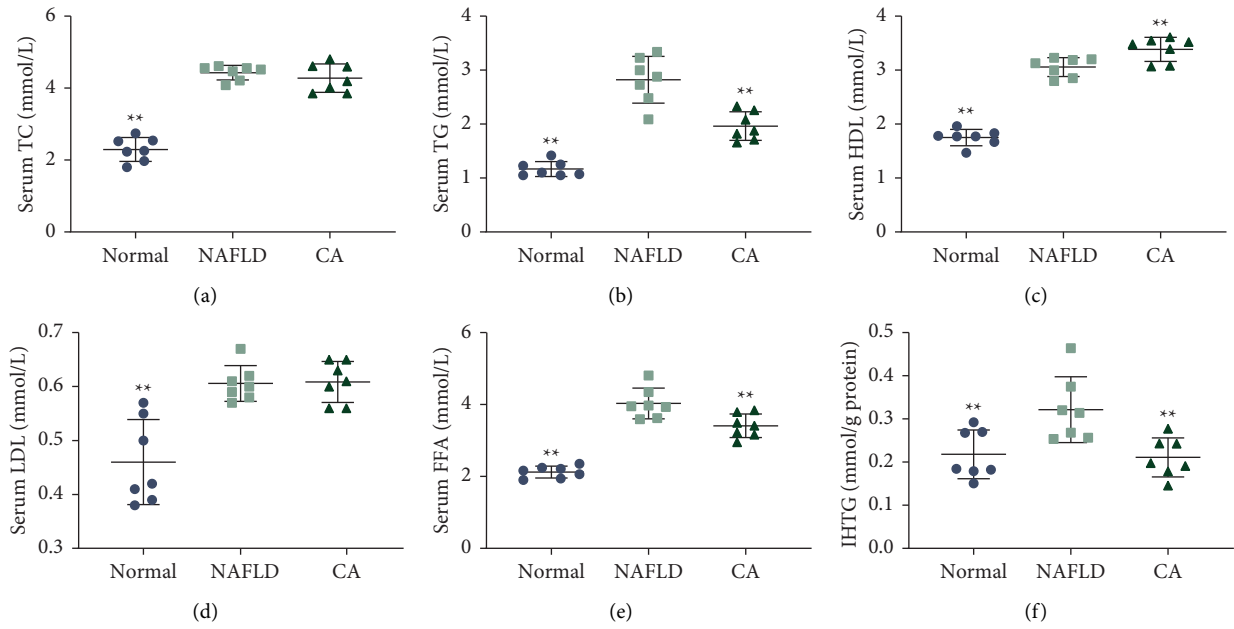 Serum TC (mmol/L)
6
4
2
0
**
Normal NAFLD CA
(a)
Serum TG (mmol/L)
4
3
2
1
0
**
**
Normal NAFLD CA
(b)
Serum HDL (mmol/L)
4
3
2
1
0
**
**
Normal NAFLD CA
(c)
Serum LDL (mmol/L)
0.7
0.6
0.5
0.4
0.3
**
Normal NAFLD CA
(d)
Serum FFA (mmol/L)
6
4
2
0
**
**
Normal NAFLD CA
(e)
IHTG (mmol/g protein)
0.5
0.4
0.3
0.2
0.1
0.0
**
**
Normal NAFLD CA
(f)